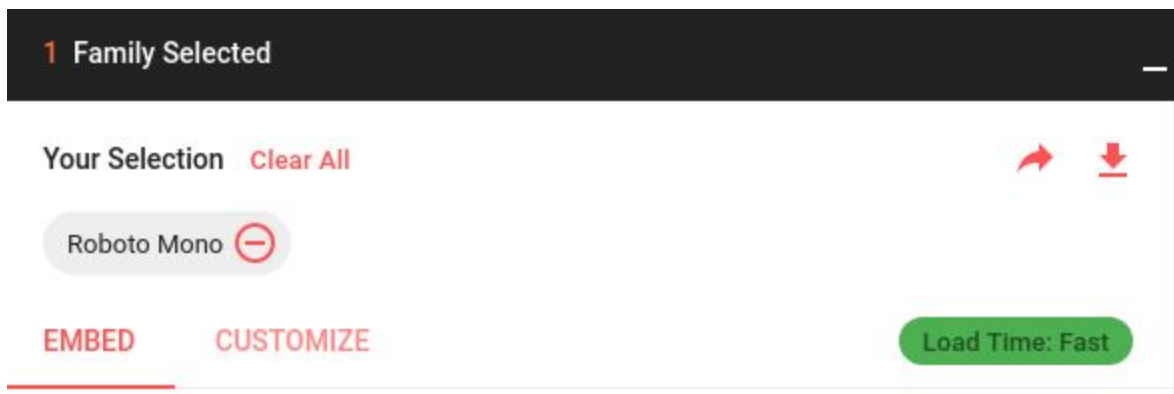 1 Family Selected
Your Selection Clear All
Roboto Mono
EMBED CUSTOMIZE Load Time: Fast